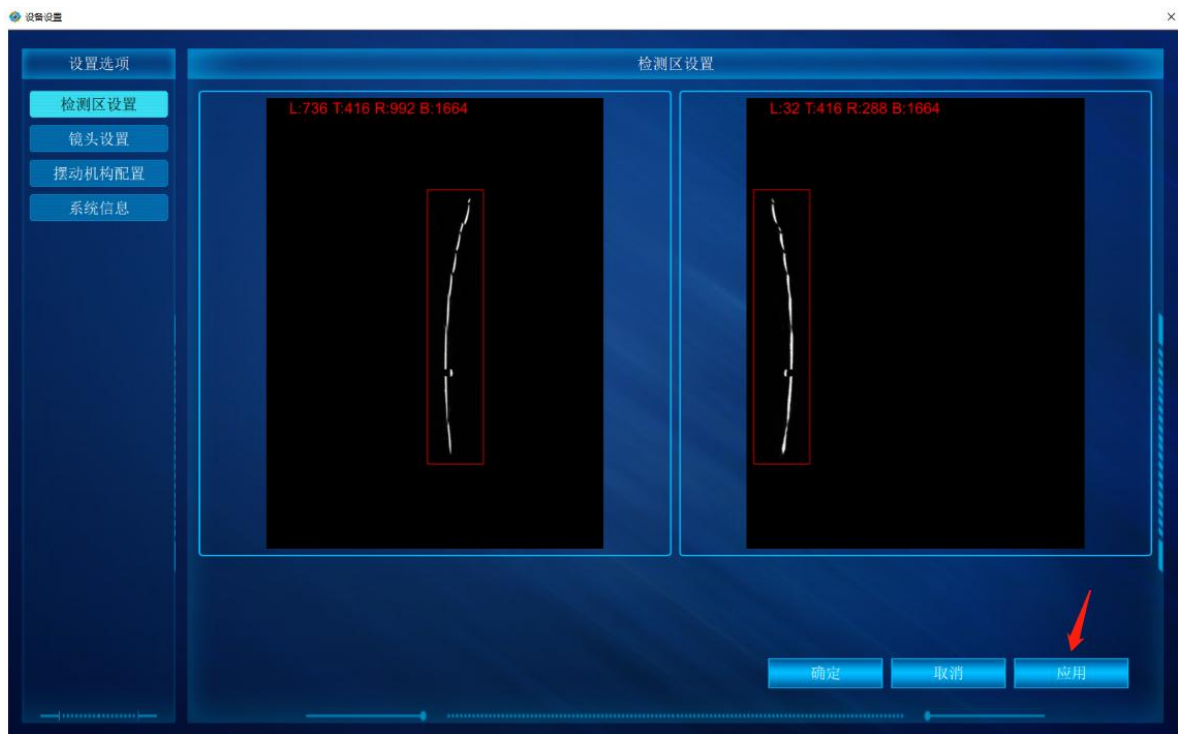 设备设置
设置选项
检测区设置
镜头设置
摆动机构配置
系统信息
检测区设置
L:736 T:416 R:992 B:1664
L:32 T:416 R:288 B:1664
确定
取消
应用